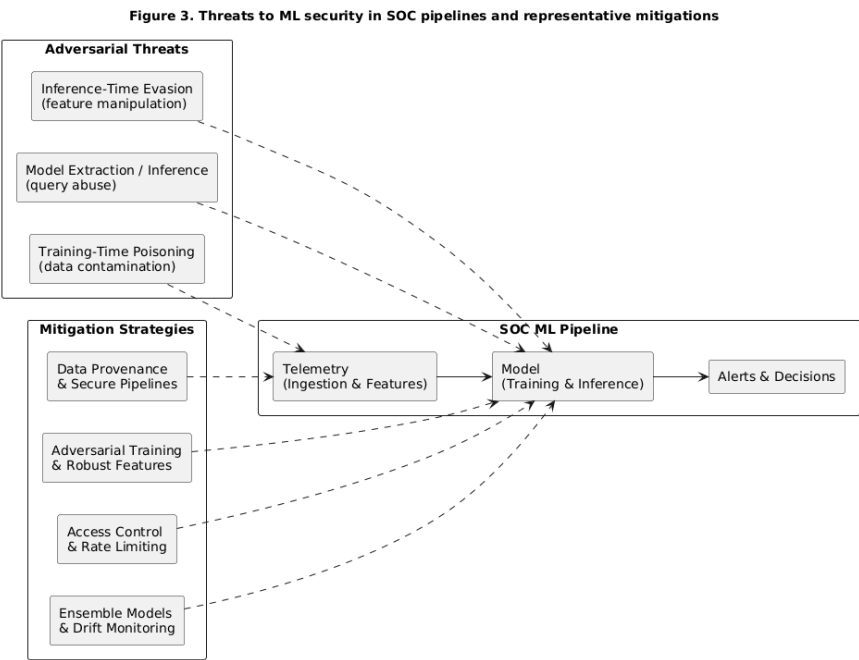 Figure 3. Threats to ML security in SOC pipelines and representative mitigations
Adversarial Threats
Inference-Time Evasion
(feature manipulation)
Model Extraction / Inference
(query abuse)
Training-Time Poisoning
(data contamination)
Mitigation Strategies
Data Provenance
& Secure Pipelines
Adversarial Training
& Robust Features
Access Control
& Rate Limiting
Ensemble Models
& Drift Monitoring
SOC ML Pipeline
Telemetry
(Ingestion & Features)
Model
(Training & Inference)
Alerts & Decisions